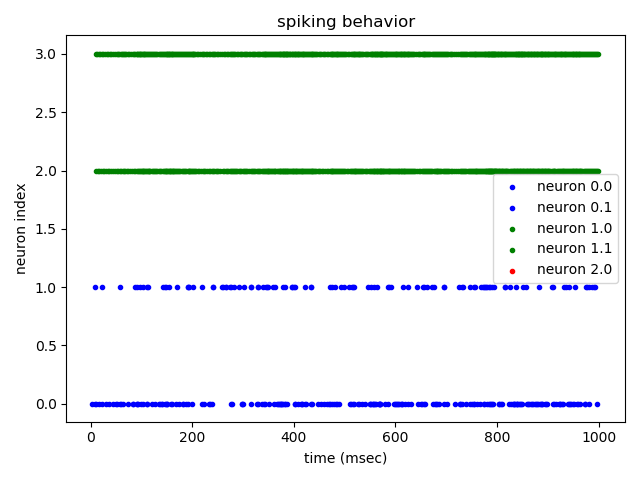 spiking behavior
3.0
2.5
2.0
1.5
1.0
0.5
0.0
neuron index
neuron 0.0
neuron 0.1
neuron 1.0
neuron 1.1
neuron 2.0
0 200 400 600 800 1000
time (msec)